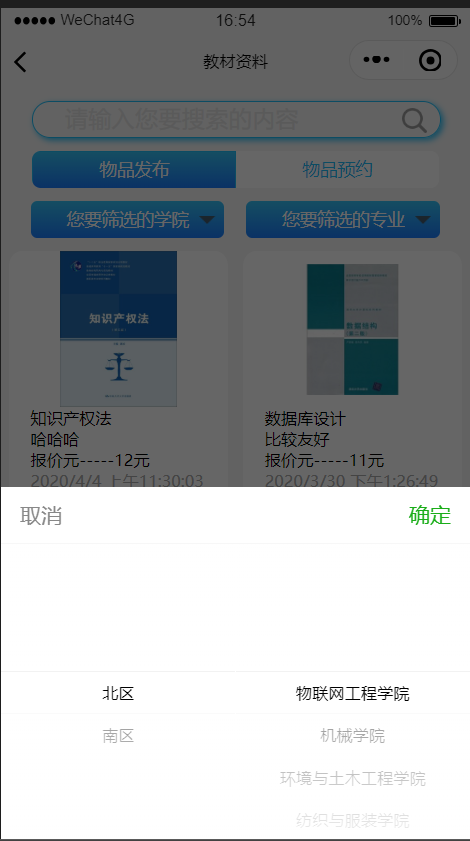 WeChat4G 16:54 100%
教材资料
请输入您要搜索的内容
物品发布 物品预约
您要筛选的学院 您要筛选的专业
知识产权法
数据结构
知识产权法 数据库设计
哈哈哈 比较友好
报价元-----12元 报价元-----11元
2020/4/4 上午11:30:03 2020/3/30 下午1:26:49
取消 确定
北区 物联网工程学院
南区 机械学院
环境与土木工程学院
纺织与服装学院